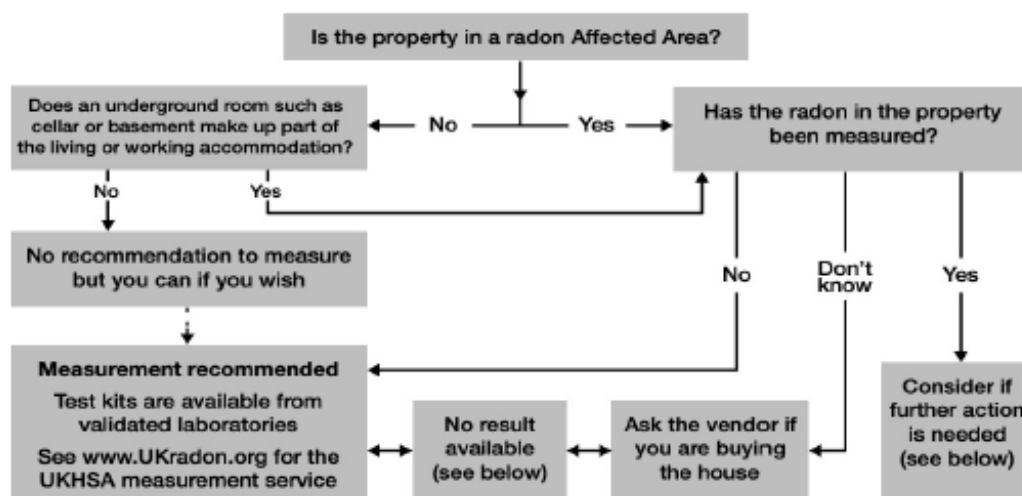 Is the property in a radon Affected Area?
Does an underground room such as
cellar or basement make up part of
the living or working accommodation?
No
Yes
Has the radon in the property
been measured?
No
Yes
No recommendation to measure
but you can if you wish
No
Don't
know
Yes
Measurement recommended
Test kits are available from
validated laboratories
See www.UKradon.org for the
UKHSA measurement service
No result
available
(see below)
Ask the vendor if
you are buying
the house
Consider if
further action
is needed
(see below)